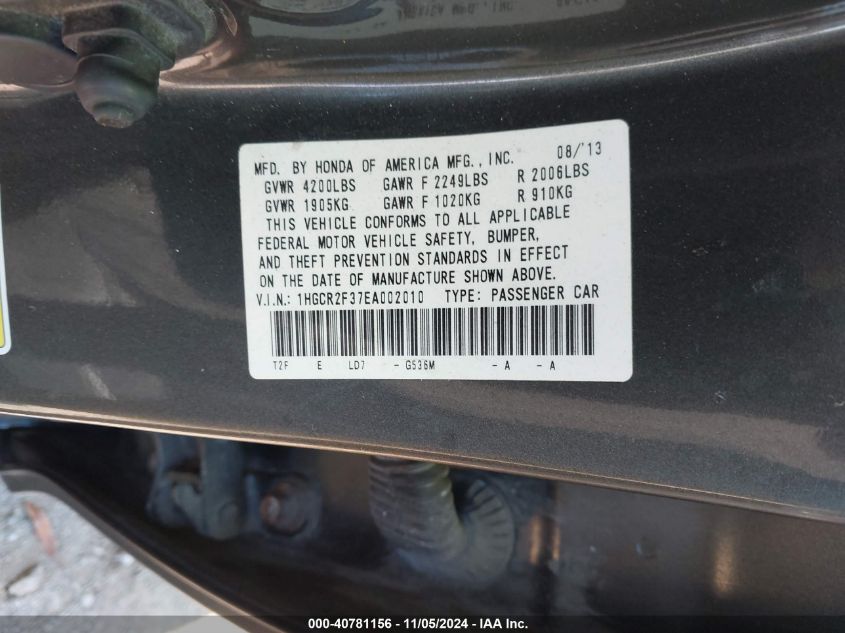 MFD. BY HONDA OF AMERICA MFG., INC. 08/'13
GVWR 4200LBS GAWR F 2249LBS R 2006LBS
GVWR 1905KG GAWR F 1020KG R 910KG
THIS VEHICLE CONFORMS TO ALL APPLICABLE
FEDERAL MOTOR VEHICLE SAFETY, BUMPER,
AND THEFT PREVENTION STANDARDS IN EFFECT
ON THE DATE OF MANUFACTURE SHOWN ABOVE.
V.I.N.: 1HGCR2F37EA002010 TYPE: PASSENGER CAR
T2F E LD7 - G536M - A - A
000-40781156 - 11/05/2024 - IAA Inc.